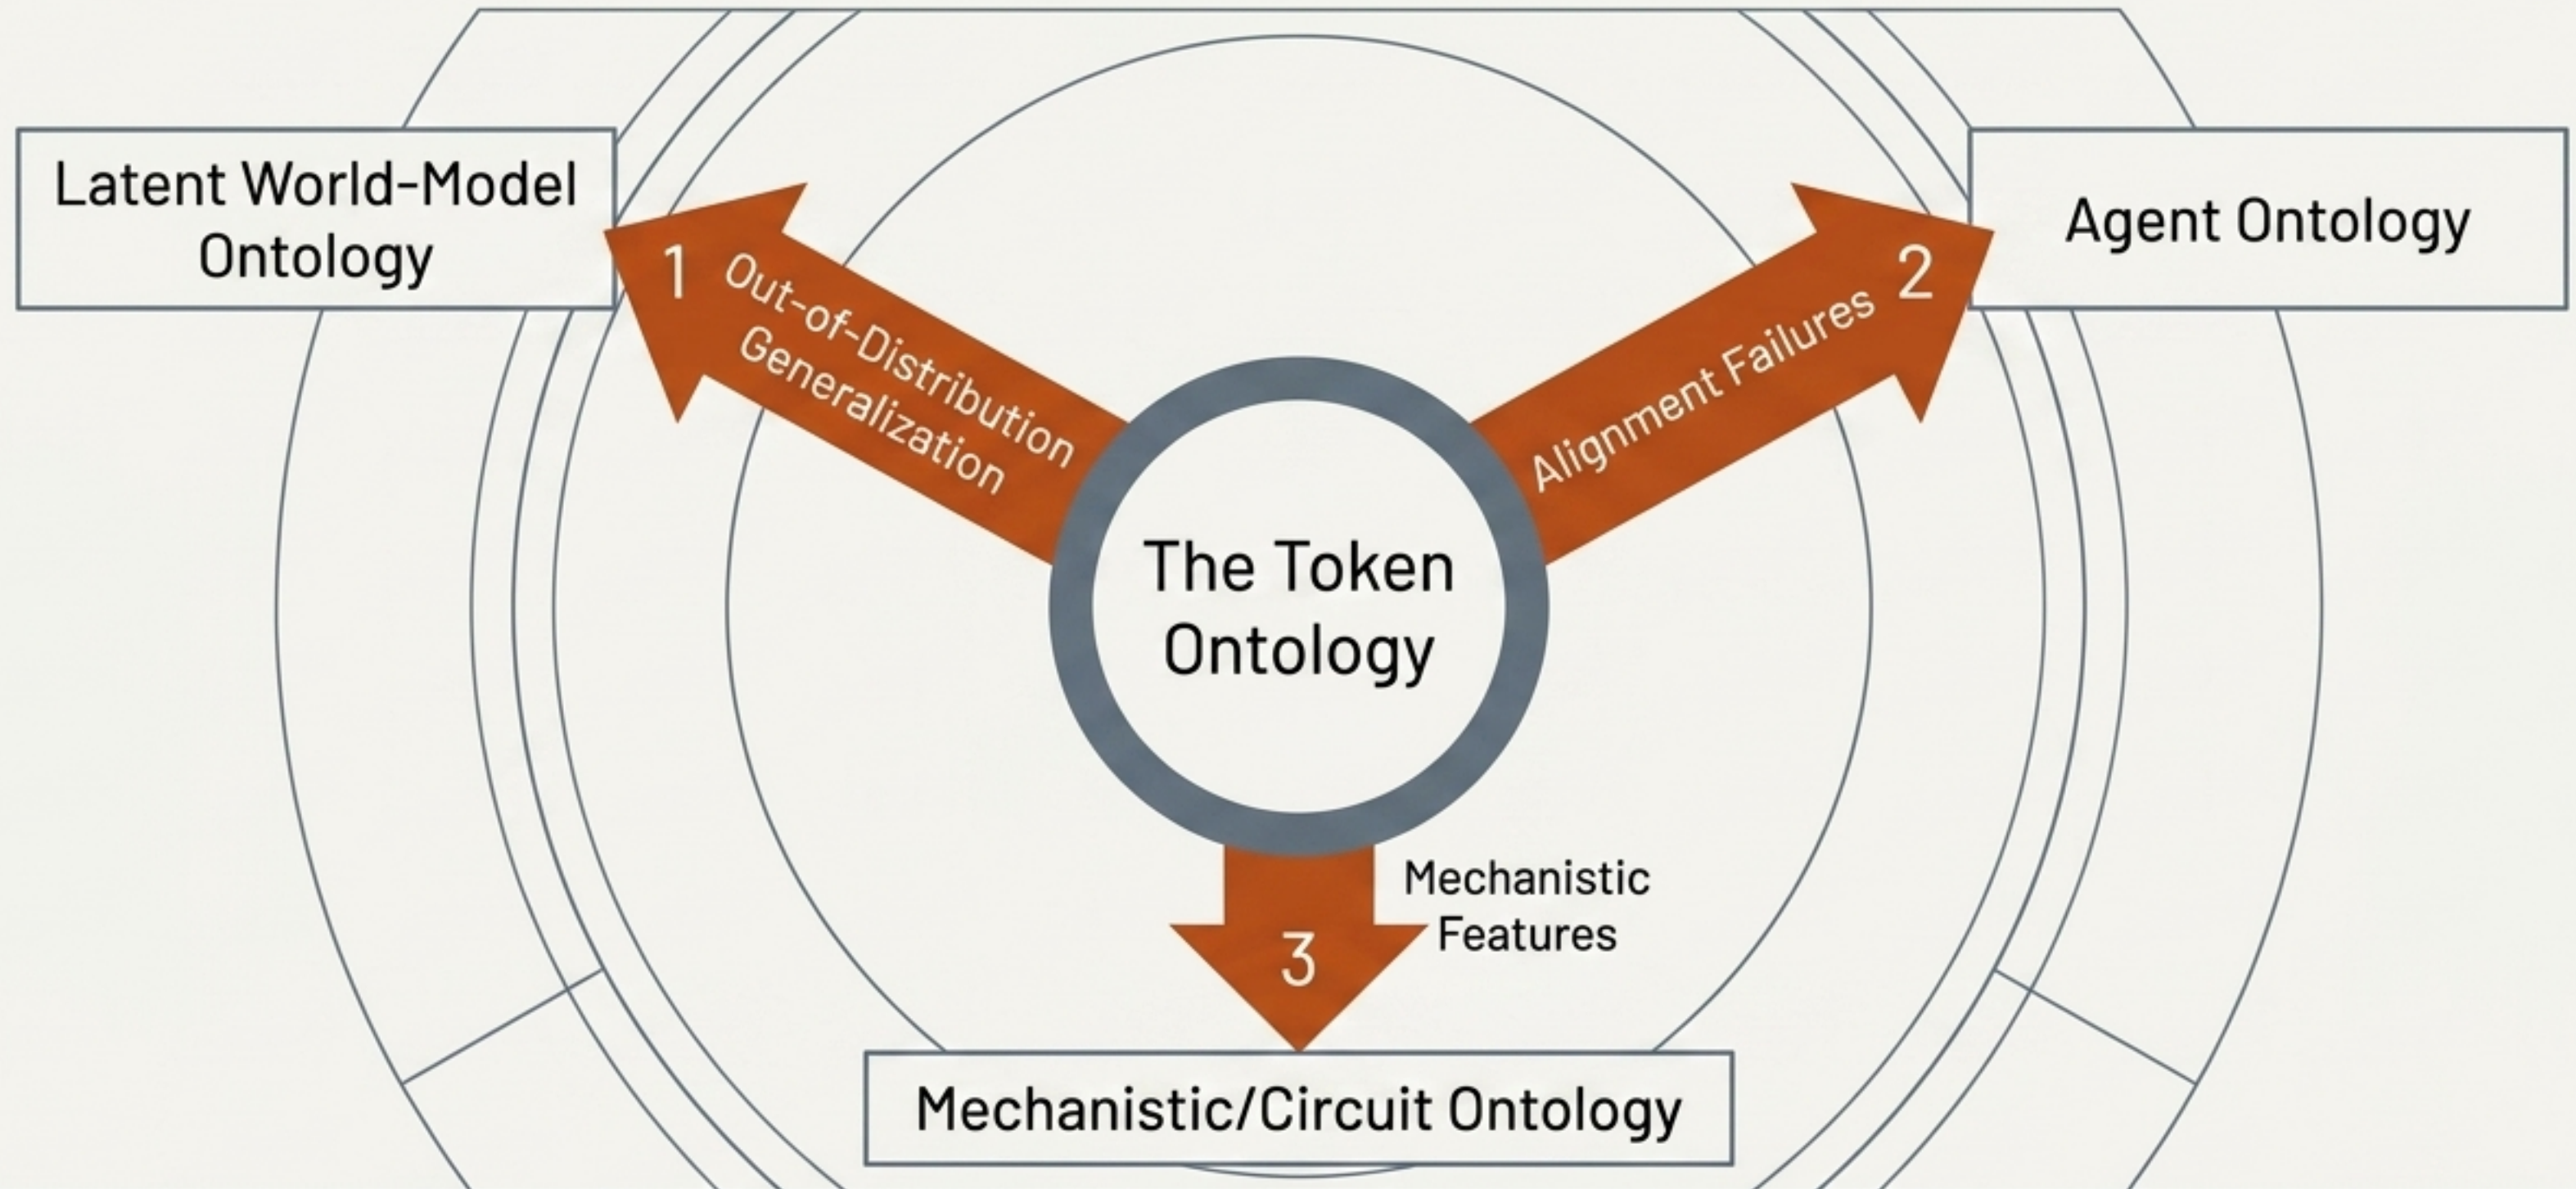 Latent World-Model
Ontology
1
Out-of-Distribution
Generalization
Alignment Failures
2
Agent Ontology
The Token
Ontology
3
Mechanistic
Features
Mechanistic/Circuit Ontology